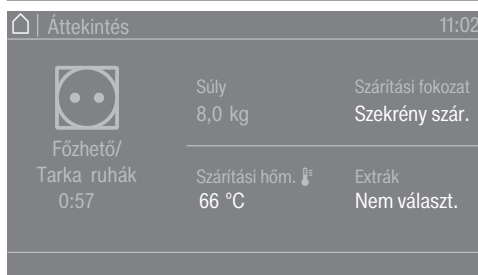 Áttekintés 11:02
Súly
8,0 kg
Szárítási fokozat
Szekrény szár.
Főzhető/
Tarka ruhák
0:57
Szárítási hőm.
66 °C
Extrák
Nem választ.